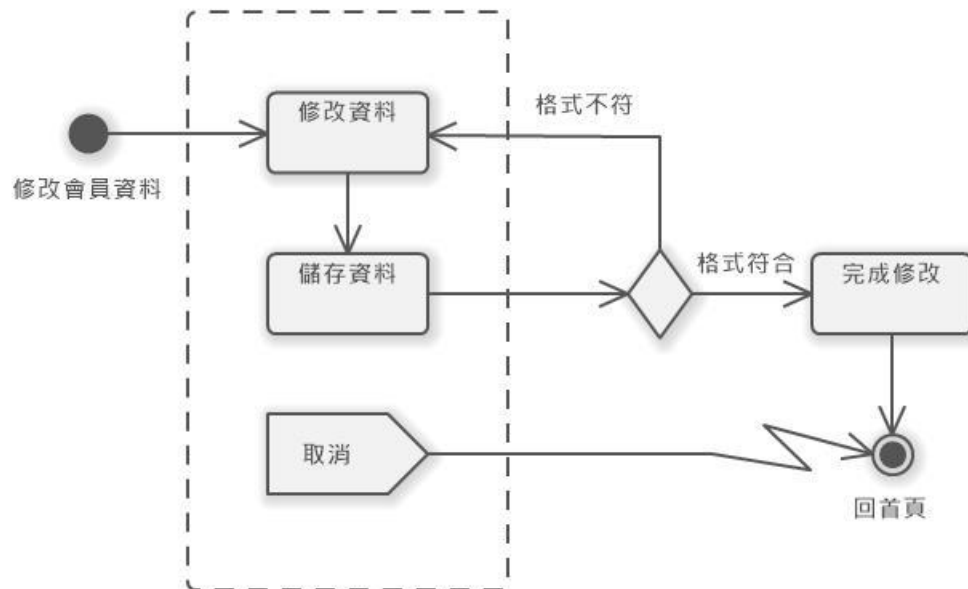 修改資料
格式不符
修改會員資料
儲存資料
格式符合
完成修改
取消
回首頁